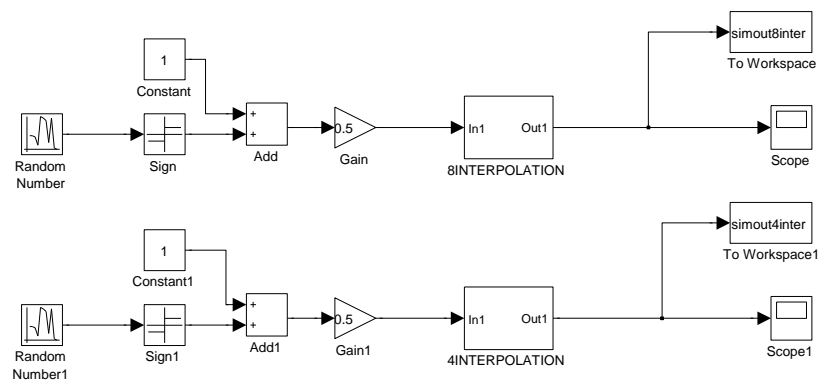 simout8inter
To Workspace
1
Constant
+
+
Add
0.5
Gain
In1
Out1
8INTERPOLATION
Scope
Random
Number
Sign
simout4inter
To Workspace1
1
Constant1
+
+
Add1
0.5
Gain1
In1
Out1
4INTERPOLATION
Scope1
Random
Number1
Sign1